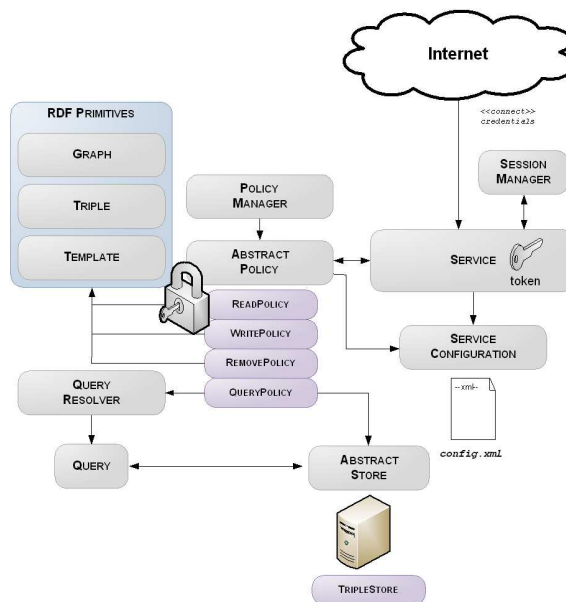 Internet
<<connect>>
credentials
RDF PRIMITIVES
GRAPH
TRIPLE
TEMPLATE
POLICY
MANAGER
SESSION
MANAGER
ABSTRACT
POLICY
SERVICE
token
READPOLICY
WRITEPOLICY
REMOVEPOLICY
QUERYPOLICY
SERVICE
CONFIGURATION
--xml-
config.xml
QUERY
RESOLVER
QUERY
ABSTRACT
STORE
TRIPLESTORE